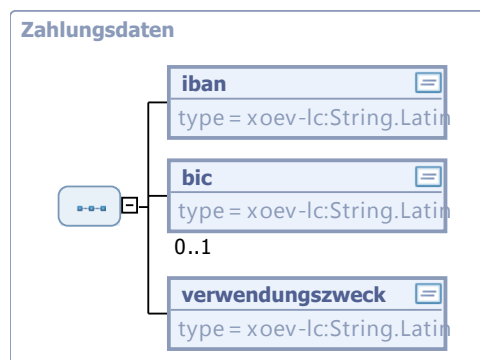 Zahlungsdaten
iban
type = xoev-lc:String.Latin
bic
type = xoev-lc:String.Latin
0..1
verwendungszweck
type = xoev-lc:String.Latin